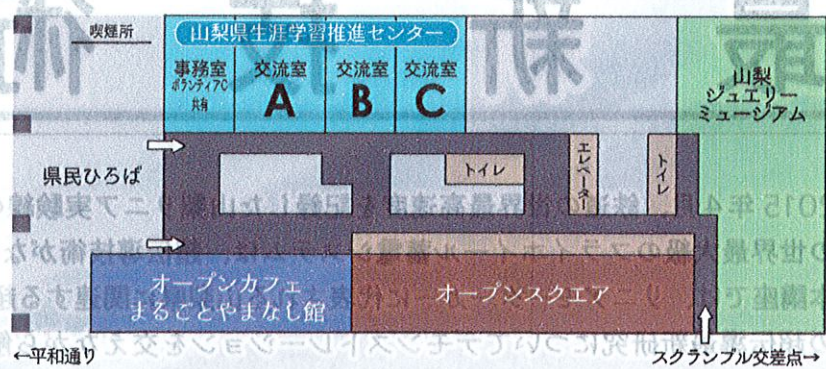 喫煙所
山梨県生涯学習推進センター
事務室
ボランティアC
共有
交流室
A
交流室
B
交流室
C
山梨
ジュエリー
ミュージアム
県民ひろば
トイレ
エレベーター
トイレ
オープンカフェ
まるごとやまなし館
オープンスクエア
←平和通り
スクランブル交差点→